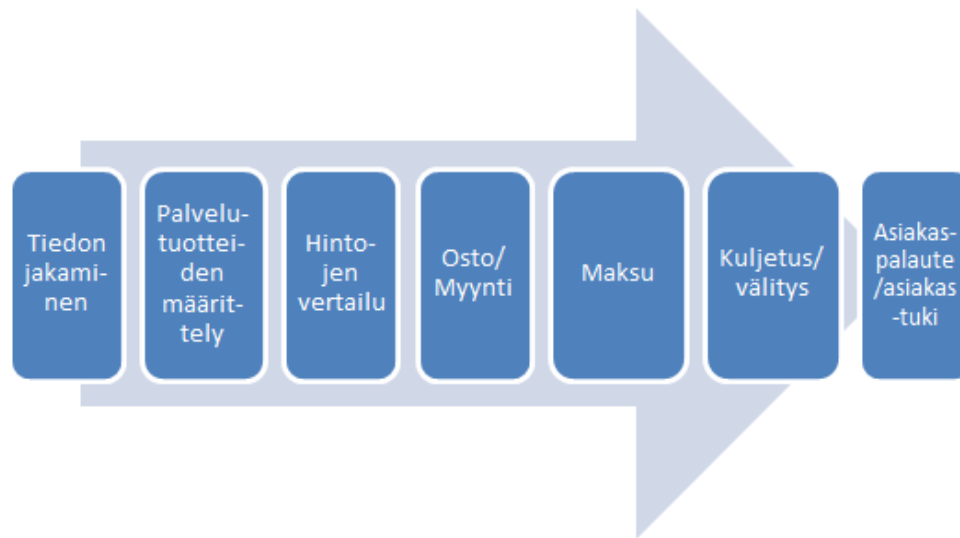 Tiedon
jakami-
nen
Palvelu-
tuottei-
den
määrit-
tely
Hinto-
jen
vertailu
Osto/
Myynti
Maksu
Kuljetus/
välitys
Asiakas-
palaute
/asiakas
-tuki